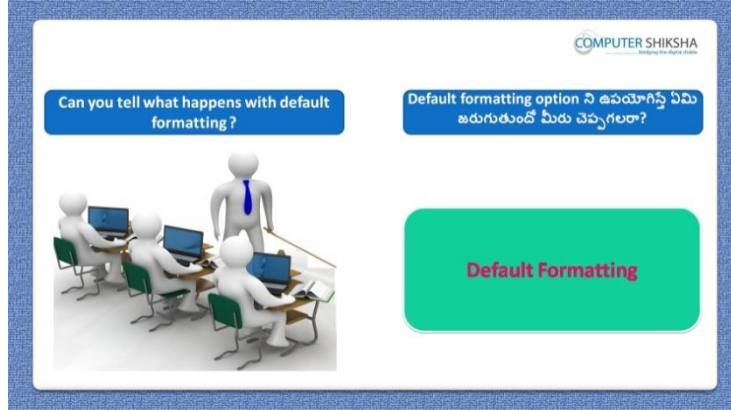 COMPUTER SHIKSHA
bridging the digital divide
Can you tell what happens with default
formatting ?
Default formatting option ని ఉపయోగిస్తే ఏమి
జరుగుతుందో మీరు చెప్పగలరా?
Default Formatting